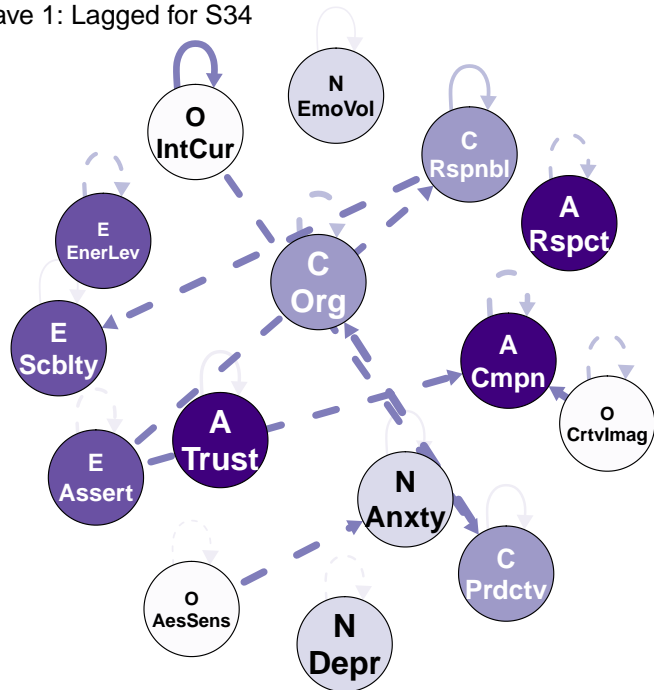 ave 1: Lagged for S34
N
EmoVol
O
IntCur
C
Rspnbl
A
Rspct
E
EnerLev
C
Org
E
Scblty
A
Cmpn
O
CrtvImag
A
Trust
E
Assert
N
Anxty
C
Prdctv
O
AesSens
N
Depr